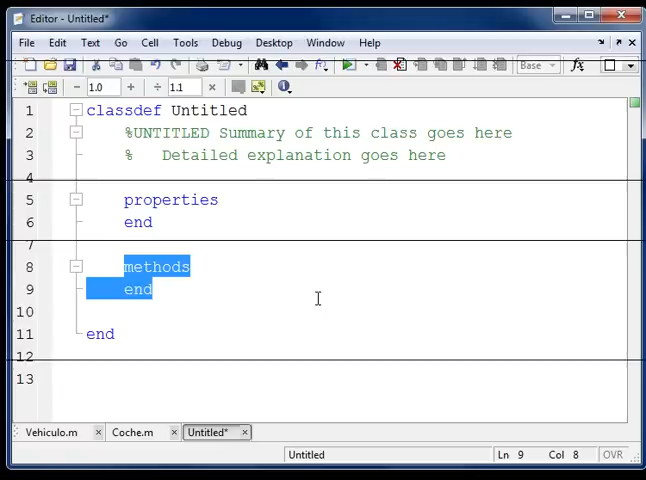 Editor - Untitled*
File Edit Text Go Cell Tools Debug Desktop Window Help
Base fx
− 1.0 + ÷ 1.1 ×
1 classdef Untitled
2 %UNTITLED Summary of this class goes here
3 % Detailed explanation goes here
4
5 properties
6 end
7
8 methods
9 end
10
11 end
12
13
Vehiculo.m × Coche.m × Untitled* ×
Untitled Ln 9 Col 8 OVR